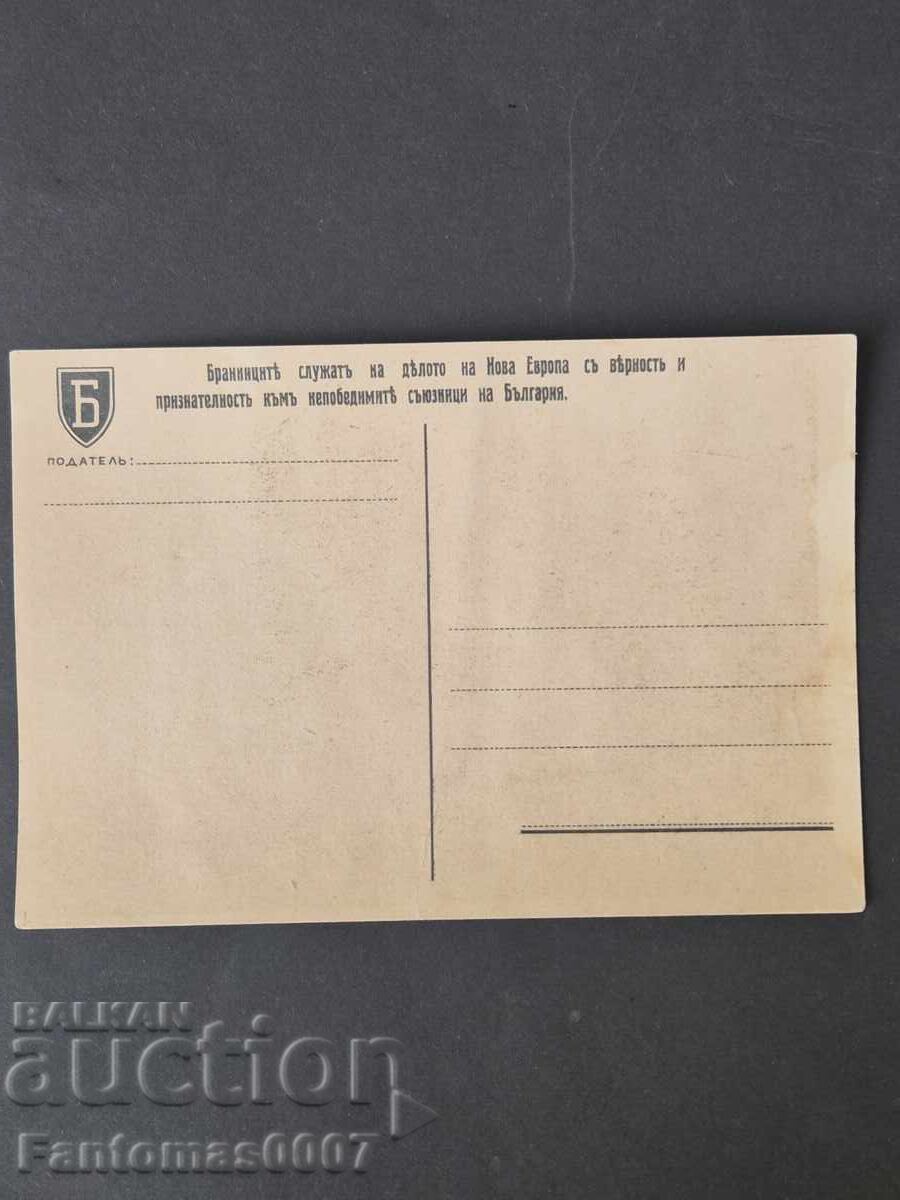 Б
Бранницитѣ служатъ на дѣлото на Нова Европа съ вѣрность и
признателность къмъ непобедимитѣ съюзници на България.
ПОДАТЕЛЬ:
BALKAN
auction
Fantomas0007